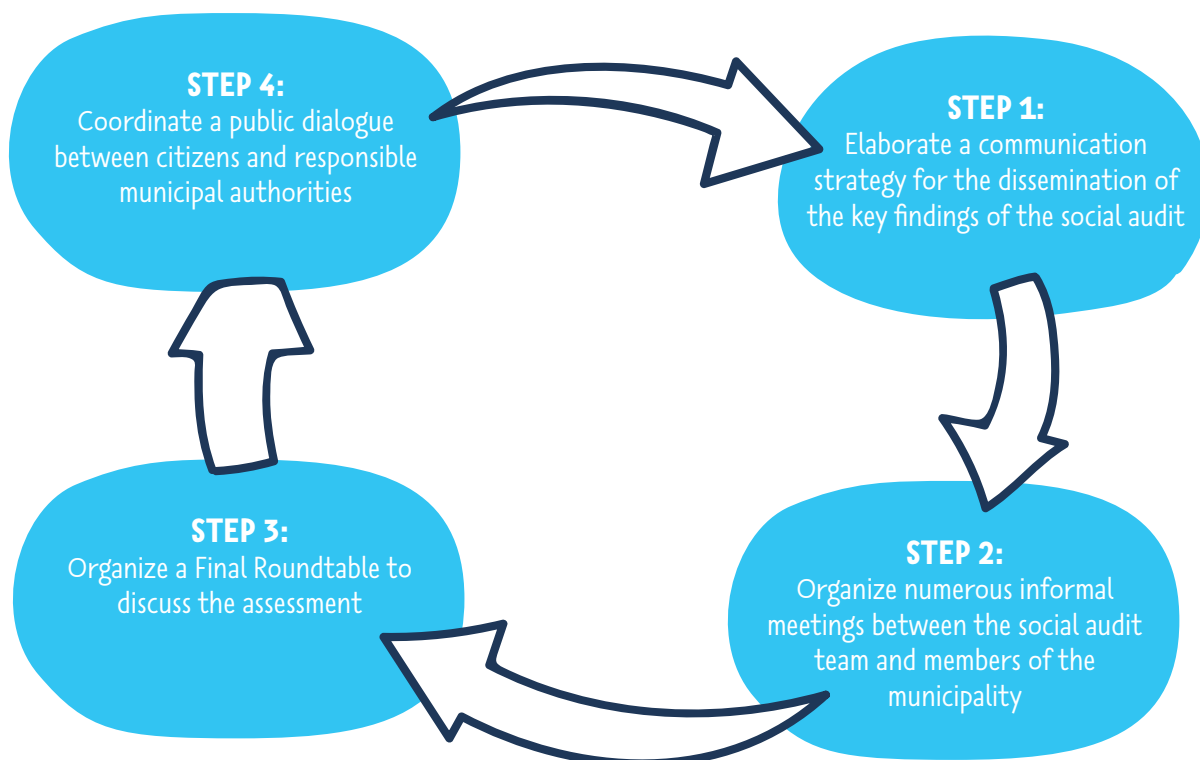 STEP 4:
Coordinate a public dialogue
between citizens and responsible
municipal authorities
STEP 1:
Elaborate a communication
strategy for the dissemination of
the key findings of the social audit
STEP 3:
Organize a Final Roundtable to
discuss the assessment
STEP 2:
Organize numerous informal
meetings between the social audit
team and members of the
municipality